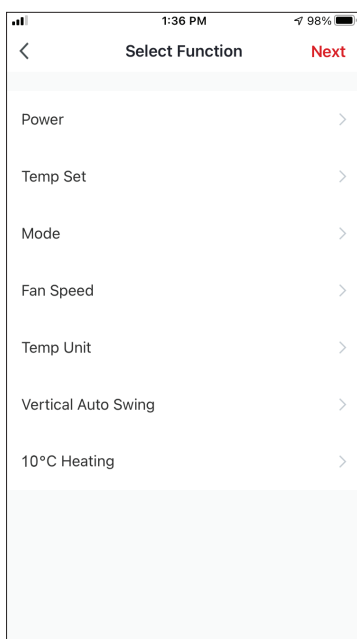 1:36 PM 98%
Select Function Next
Power
Temp Set
Mode
Fan Speed
Temp Unit
Vertical Auto Swing
10°C Heating